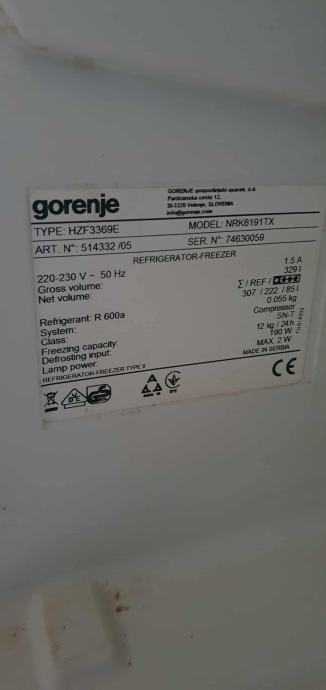 gorenje
GORENJE gospodinjski aparati, d.d.
Partizanska cesta 12,
SI-3320 Velenje, SLOVENIA
info@gorenje.com
TYPE: HZF3369E MODEL: NRK6191TX
ART. N°: 514332 /05 SER. N°: 74630059
REFRIGERATOR-FREEZER
220-230 V ~ 50 Hz 1.5 A
Gross volume: 329 l
Σ / REF /
Net volume: 307 / 222 / 85 l
Refrigerant: R 600a 0.055 kg
System: Compressor
Class: SN-T
Freezing capacity: 12 kg / 24h
Defrosting input: 190 W
Lamp power: MAX. 2 W
REFRIGERATOR-FREEZER TYPE II MADE IN SERBIA
CE